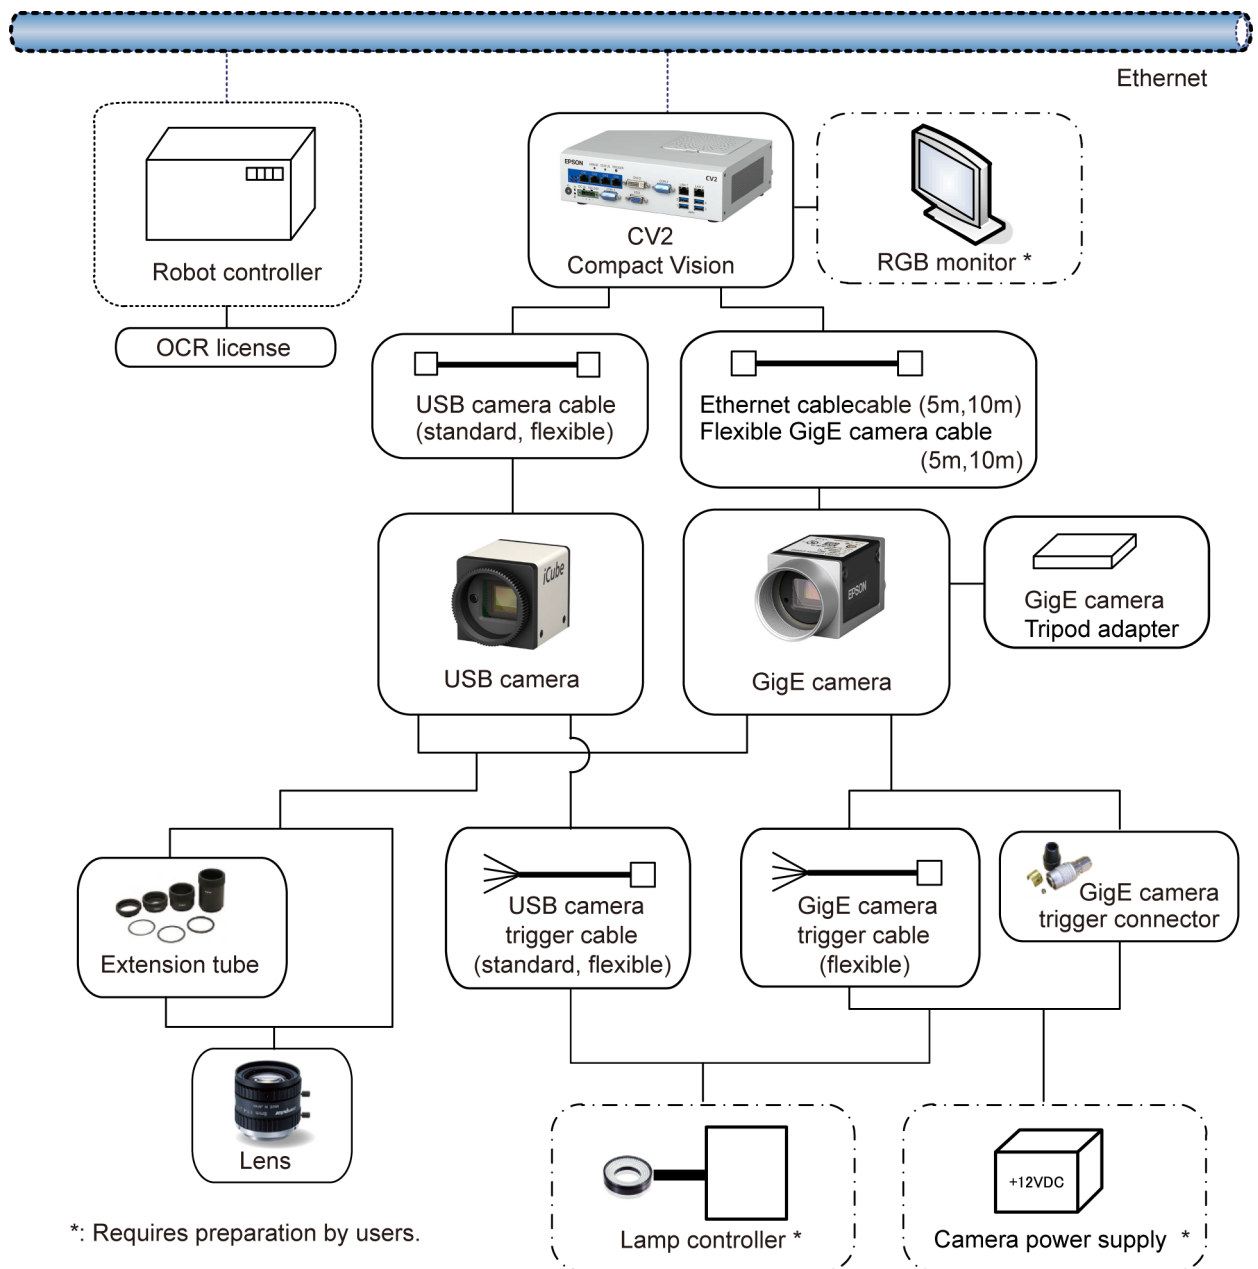 Ethernet
EPSON
CV2
CV2
Compact Vision
RGB monitor *
Robot controller
OCR license
USB camera cable
(standard, flexible)
Ethernet cablecable (5m,10m)
Flexible GigE camera cable
(5m,10m)
iCube
USB camera
EPSON
GigE camera
GigE camera
Tripod adapter
Extension tube
USB camera
trigger cable
(standard, flexible)
GigE camera
trigger cable
(flexible)
GigE camera
trigger connector
Lens
+12VDC
Lamp controller *
Camera power supply *
*: Requires preparation by users.